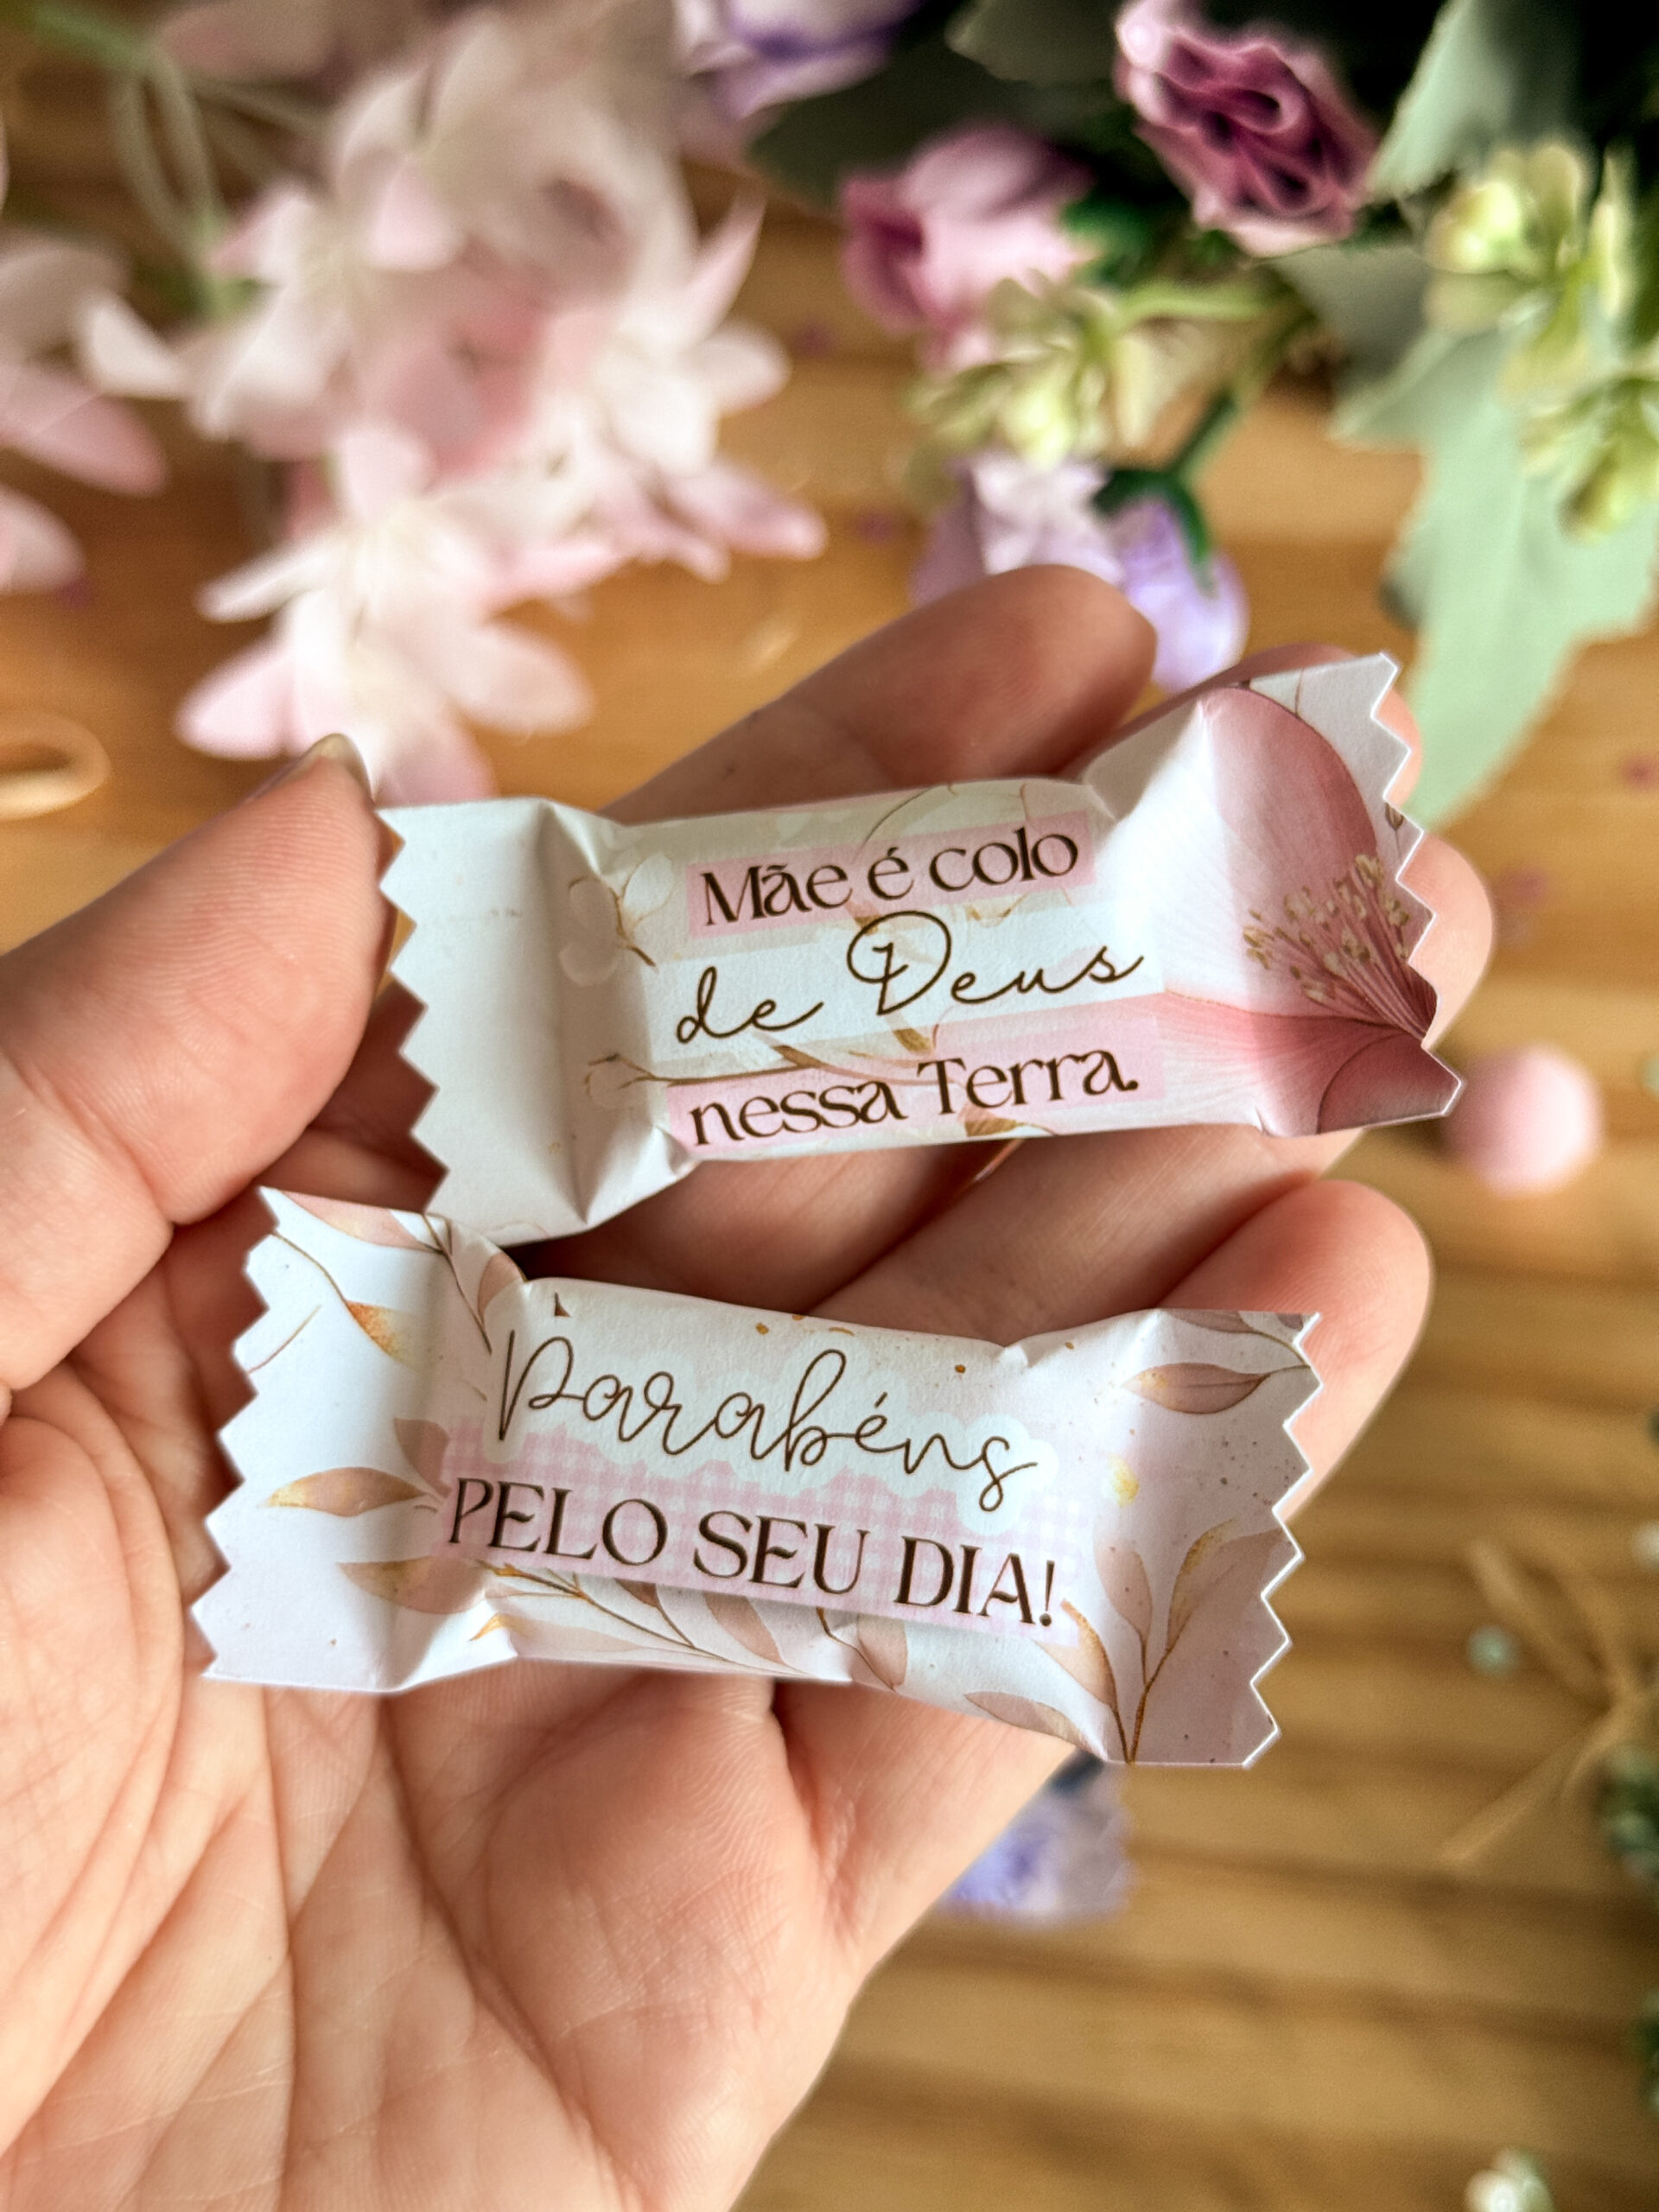 Mãe é colo
de Deus
nessa Terra.
Parabéns
PELO SEU DIA!